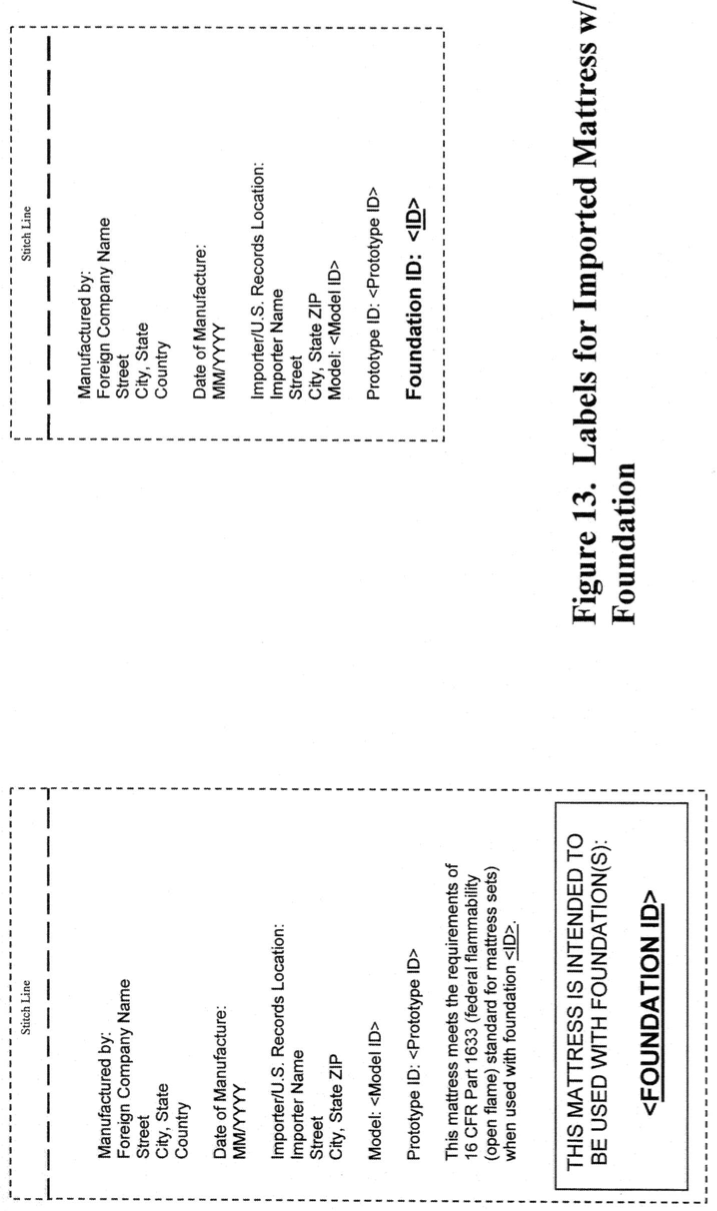 Stitch Line
Manufactured by:
Foreign Company Name
Street
City, State
Country
Date of Manufacture:
MM/YYYY
Importer/U.S. Records Location:
Importer Name
Street
City, State ZIP
Model: <Model ID>
Prototype ID: <Prototype ID>
This mattress meets the requirements of
16 CFR Part 1633 (federal flammability
(open flame) standard for mattress sets)
when used with foundation <ID>.
THIS MATTRESS IS INTENDED TO
BE USED WITH FOUNDATION(S):
<FOUNDATION ID>
Stitch Line
Manufactured by:
Foreign Company Name
Street
City, State
Country
Date of Manufacture:
MM/YYYY
Importer/U.S. Records Location:
Importer Name
Street
City, State ZIP
Model: <Model ID>
Prototype ID: <Prototype ID>
Foundation ID: <ID>
Figure 13. Labels for Imported Mattress w/
Foundation